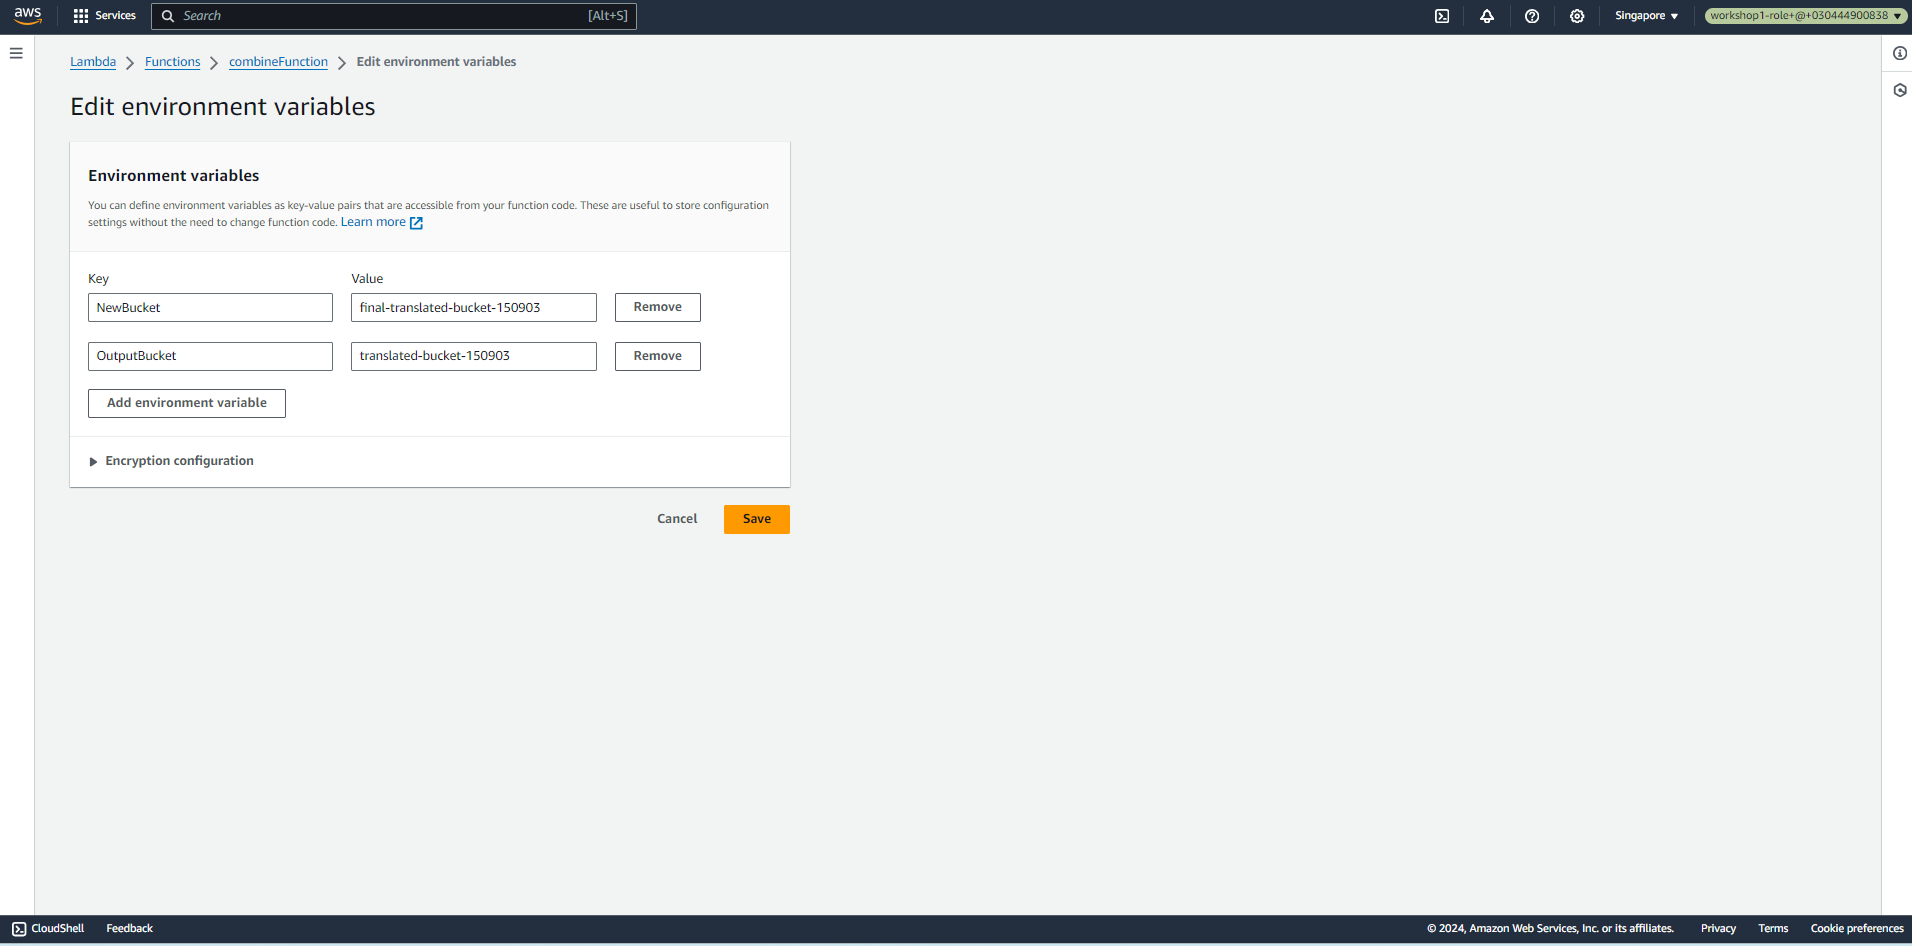 aws Services Search [Alt+S] Singapore workshop1-role+@+030444900838
Lambda Functions combineFunction Edit environment variables
Edit environment variables
Environment variables
You can define environment variables as key-value pairs that are accessible from your function code. These are useful to store configuration
settings without the need to change function code. Learn more
Key Value
NewBucket final-translated-bucket-150903 Remove
OutputBucket translated-bucket-150903 Remove
Add environment variable
Encryption configuration
Cancel Save
CloudShell Feedback © 2024, Amazon Web Services, Inc. or its affiliates. Privacy Terms Cookie preferences